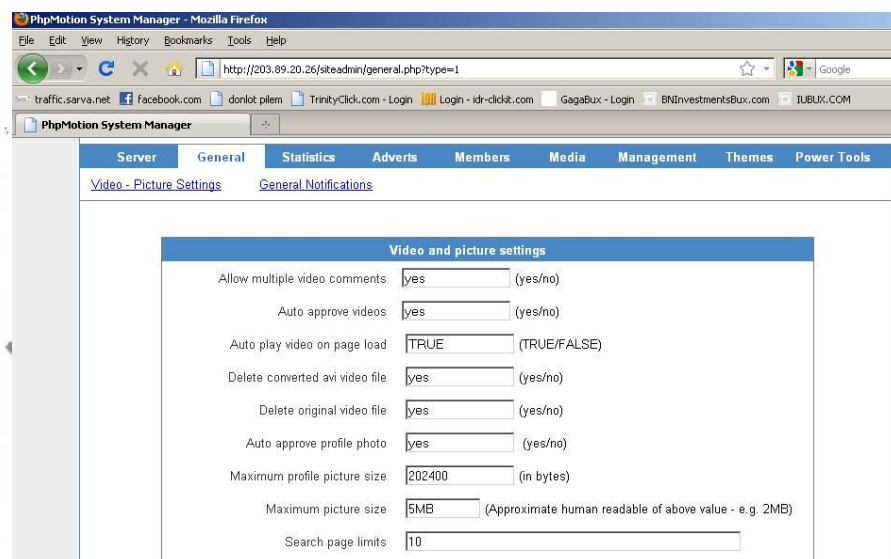 PhpMotion System Manager - Mozilla Firefox
File Edit View History Bookmarks Tools Help
http://203.89.20.26/siteadmin/general.php?type=1 Google
traffic.sarva.net facebook.com donlot pilem TrinityClick.com - Login Login - idr-clickit.com GagaBux - Login BNInvestmentsBux.com IUBUX.COM
PhpMotion System Manager
Server General Statistics Adverts Members Media Management Themes Power Tools
Video - Picture Settings General Notifications
Video and picture settings
Allow multiple video comments yes (yes/no)
Auto approve videos yes (yes/no)
Auto play video on page load TRUE (TRUE/FALSE)
Delete converted avi video file yes (yes/no)
Delete original video file yes (yes/no)
Auto approve profile photo yes (yes/no)
Maximum profile picture size 202400 (in bytes)
Maximum picture size 5MB (Approximate human readable of above value - e.g. 2MB)
Search page limits 10